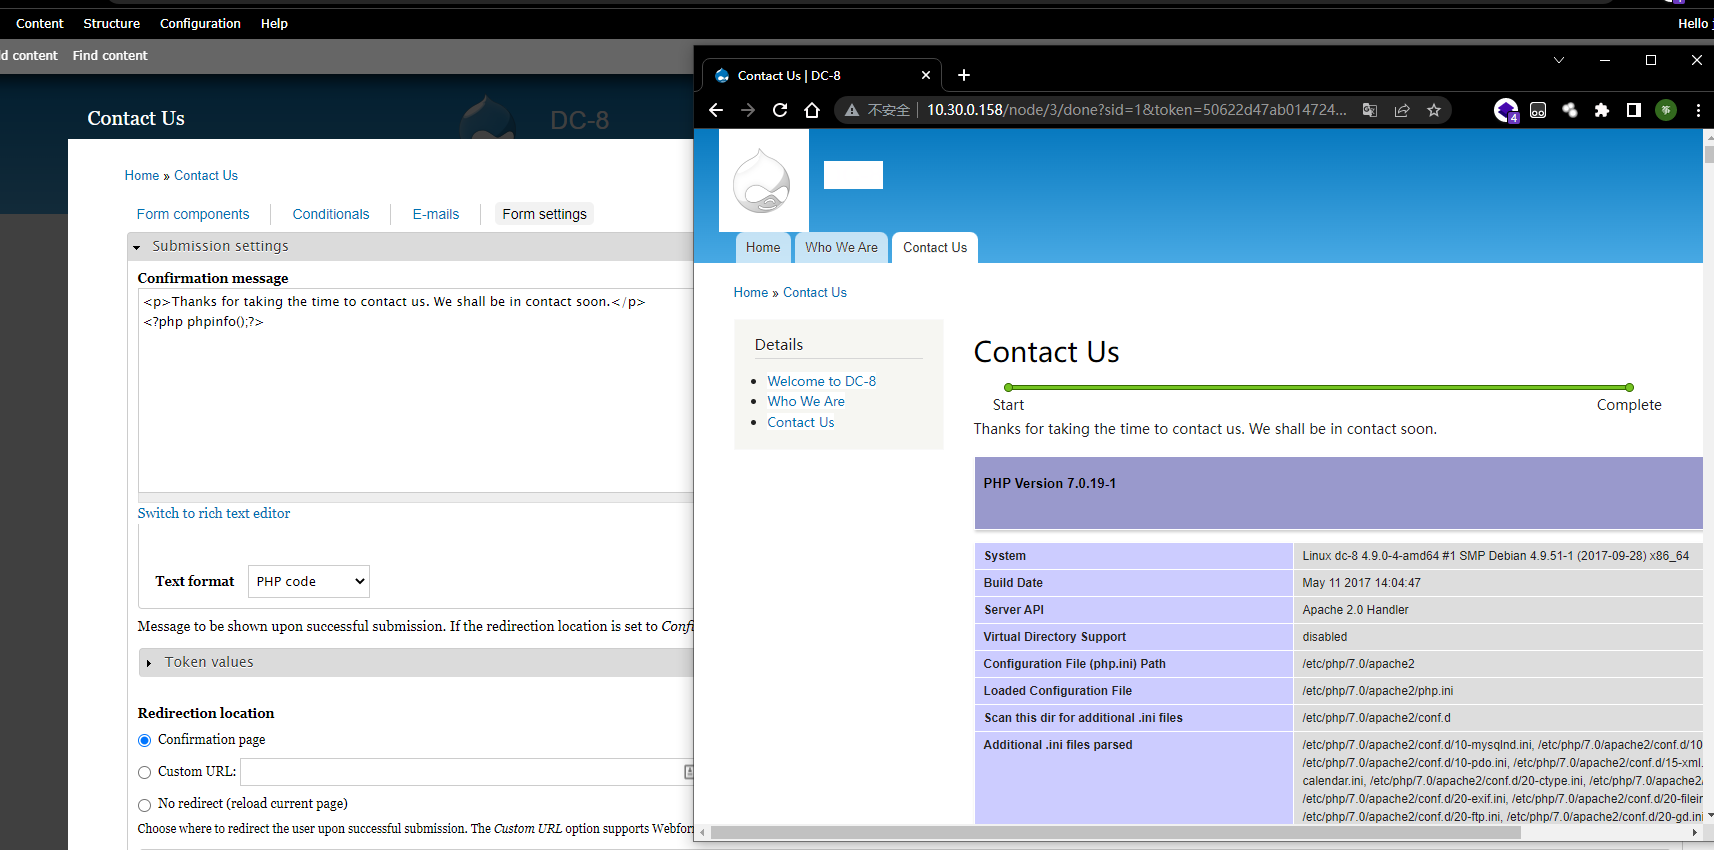 Content Structure Configuration Help
Hello
d content Find content
Contact Us
DC-8
Home » Contact Us
Form components Conditionals E-mails Form settings
Submission settings
Confirmation message
<p>Thanks for taking the time to contact us. We shall be in contact soon.</p>
<?php phpinfo();?>
Switch to rich text editor
Text format PHP code
Message to be shown upon successful submission. If the redirection location is set to Confi
Token values
Redirection location
Confirmation page
Custom URL:
No redirect (reload current page)
Choose where to redirect the user upon successful submission. The Custom URL option supports Webfor
Contact Us | DC-8
不安全 10.30.0.158/node/3/done?sid=1&token=50622d47ab014724...
4
筝
Home Who We Are Contact Us
Home » Contact Us
Details
Welcome to DC-8
Who We Are
Contact Us
Contact Us
Start Complete
Thanks for taking the time to contact us. We shall be in contact soon.
PHP Version 7.0.19-1
System Linux dc-8 4.9.0-4-amd64 #1 SMP Debian 4.9.51-1 (2017-09-28) x86_64
Build Date May 11 2017 14:04:47
Server API Apache 2.0 Handler
Virtual Directory Support disabled
Configuration File (php.ini) Path /etc/php/7.0/apache2
Loaded Configuration File /etc/php/7.0/apache2/php.ini
Scan this dir for additional .ini files /etc/php/7.0/apache2/conf.d
Additional .ini files parsed /etc/php/7.0/apache2/conf.d/10-mysqlnd.ini, /etc/php/7.0/apache2/conf.d/10
/etc/php/7.0/apache2/conf.d/10-pdo.ini, /etc/php/7.0/apache2/conf.d/15-xml.
calendar.ini, /etc/php/7.0/apache2/conf.d/20-ctype.ini, /etc/php/7.0/apache2/
/etc/php/7.0/apache2/conf.d/20-exif.ini, /etc/php/7.0/apache2/conf.d/20-filein
/etc/php/7.0/apache2/conf.d/20-ftp.ini, /etc/php/7.0/apache2/conf.d/20-gd.ini